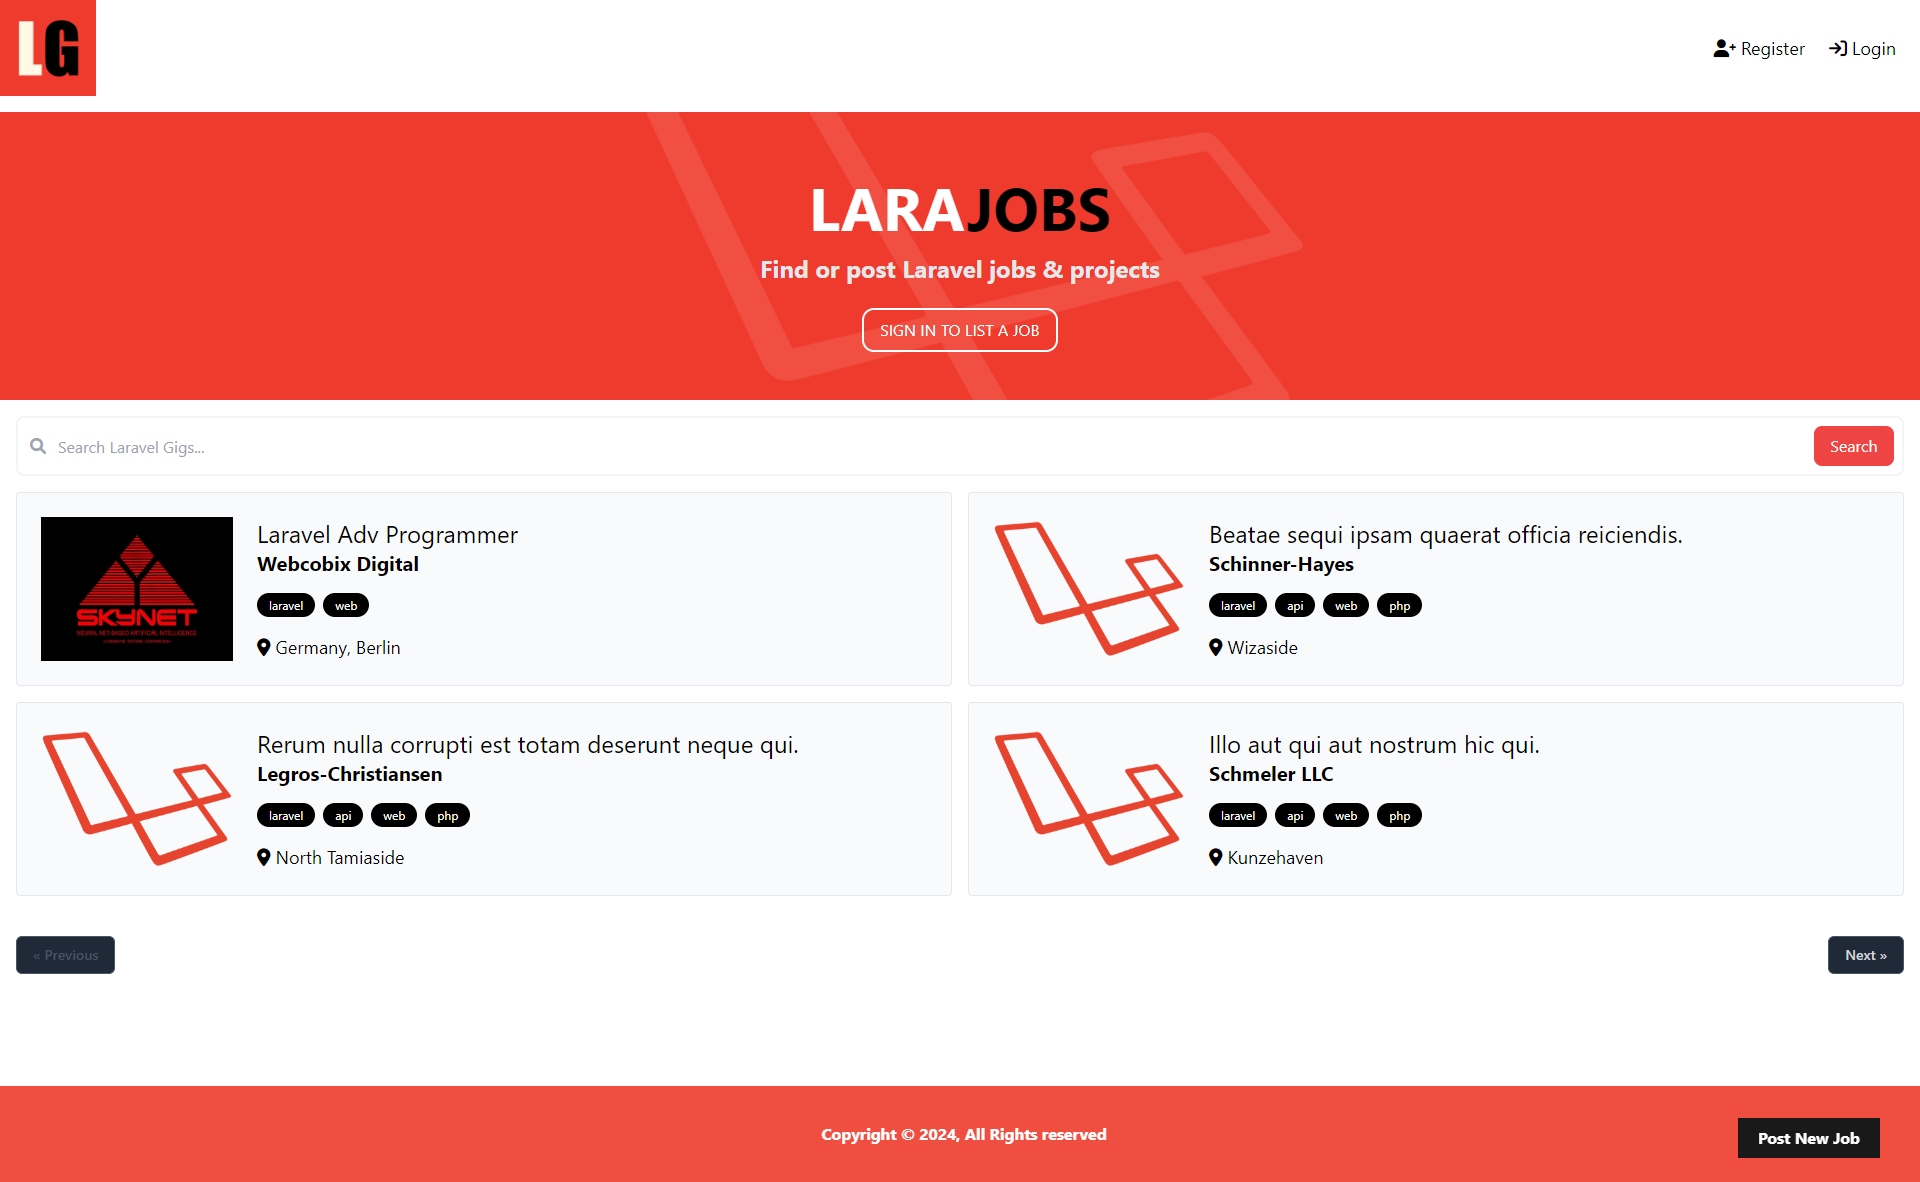 LG
Register
Login
LARAJOBS
Find or post Laravel jobs & projects
SIGN IN TO LIST A JOB
Search Laravel Gigs...
Search
Laravel Adv Programmer
Webcobix Digital
laravel web
Germany, Berlin
SKYNET
NEURAL NET-BASED ARTIFICIAL INTELLIGENCE
Beatae sequi ipsam quaerat officia reiciendis.
Schinner-Hayes
laravel api web php
Wizaside
Rerum nulla corrupti est totam deserunt neque qui.
Legros-Christiansen
laravel api web php
North Tamiaside
Illo aut qui aut nostrum hic qui.
Schmeler LLC
laravel api web php
Kunzehaven
« Previous
Next »
Copyright © 2024, All Rights reserved
Post New Job